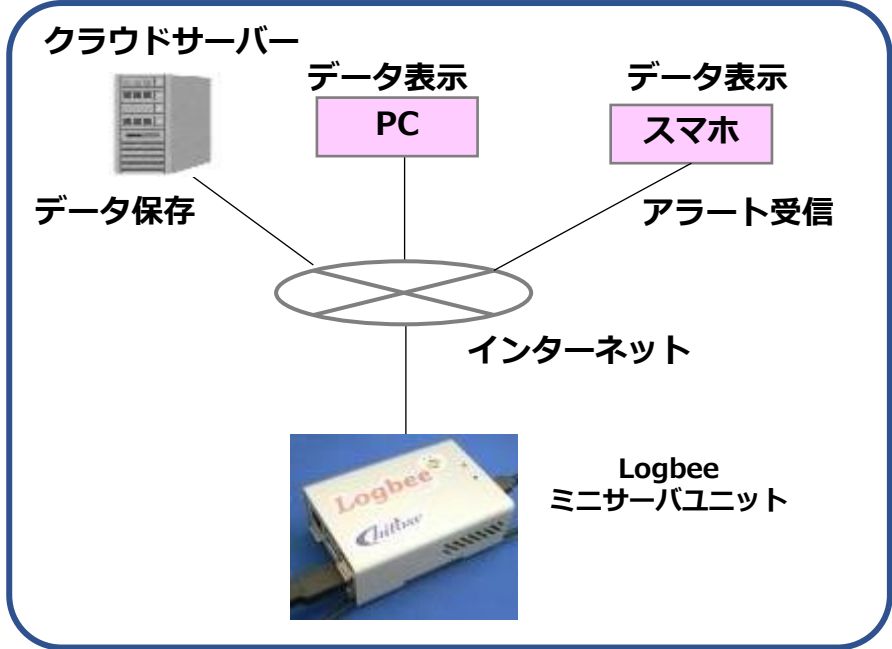 クラウドサーバー
データ表示
データ表示
PC
スマホ
データ保存
アラート受信
インターネット
Logbee
Logbee
ミニサーバユニット